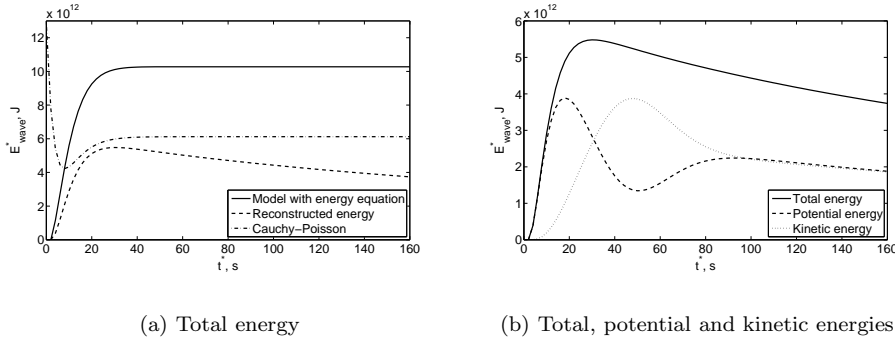 x 10^12
12
10
8
6
4
2
0
E*wave, J
0 20 40 60 80 100 120 140 160
t*, s
Model with energy equation
Reconstructed energy
Cauchy−Poisson
(a) Total energy
x 10^12
6
5
4
3
2
1
0
E*wave, J
0 20 40 60 80 100 120 140 160
t*, s
Total energy
Potential energy
Kinetic energy
(b) Total, potential and kinetic energies